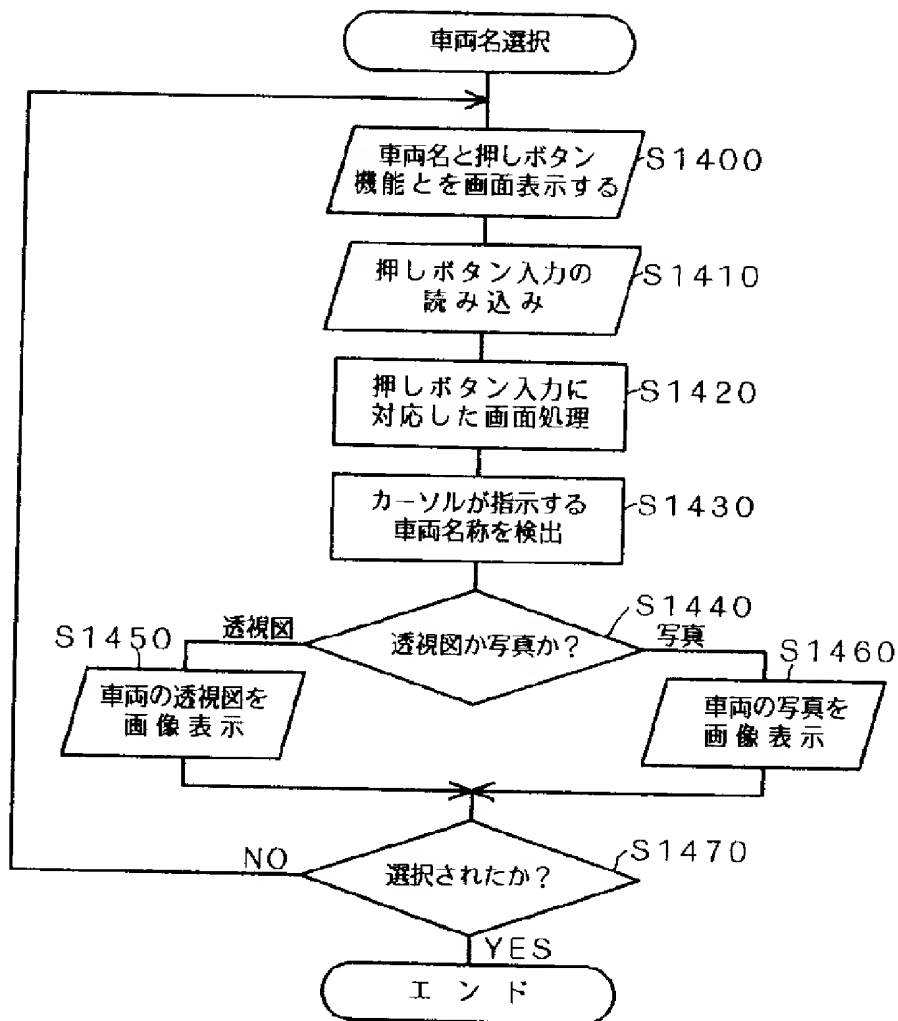 車両名選択
車両名と押しボタン
機能とを画面表示する
S1400
押しボタン入力の
読み込み
S1410
押しボタン入力に
対応した画面処理
S1420
カーソルが指示する
車両名称を検出
S1430
S1440
透視図か写真か?
透視図
写真
S1450
車両の透視図を
画像表示
S1460
車両の写真を
画像表示
S1470
選択されたか?
NO
YES
エンド